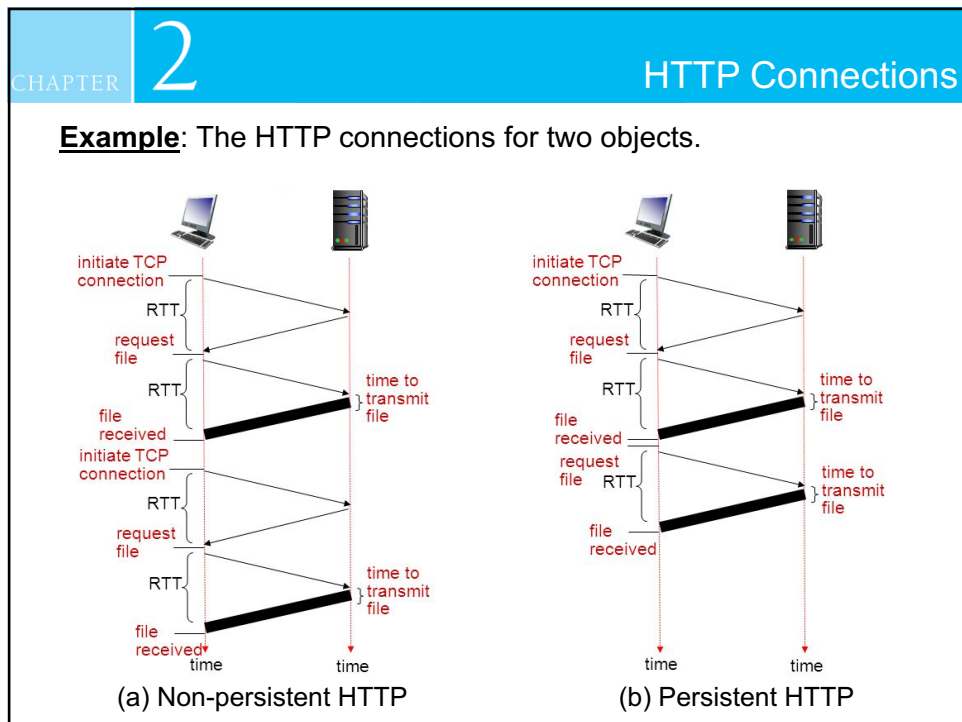 CHAPTER 2
HTTP Connections
Example: The HTTP connections for two objects.
initiate TCP
connection
RTT
request
file
RTT
time to
transmit
file
file
received
initiate TCP
connection
RTT
request
file
RTT
time to
transmit
file
file
received
time
time
(a) Non-persistent HTTP
initiate TCP
connection
RTT
request
file
RTT
time to
transmit
file
file
received
request
file
RTT
time to
transmit
file
file
received
time
time
(b) Persistent HTTP